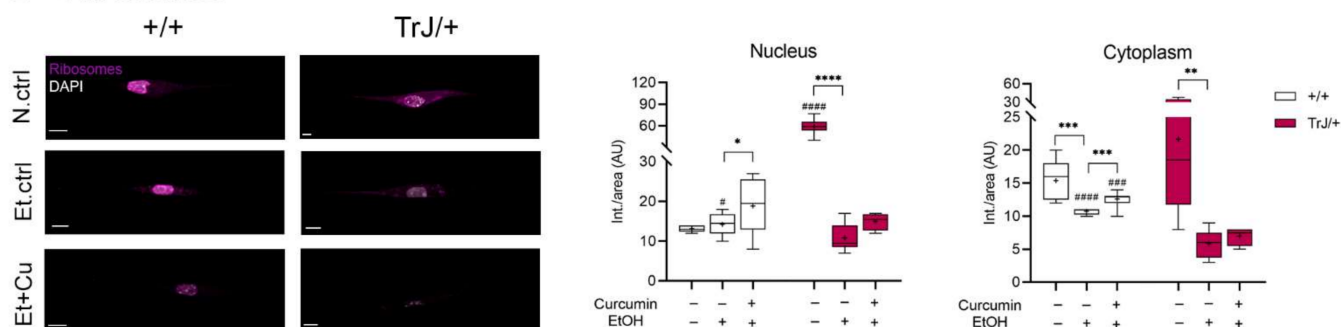 +/+ TrJ/+
N.ctrl
Ribosomes
DAPI
Et.ctrl
Et+Cu
Nucleus
Int./area (AU)
120
90
60
30
20
10
0
####
****
*
#
Curcumin − − + − − +
EtOH − + + − + +
Cytoplasm
Int./area (AU)
60
30
25
20
15
10
5
0
***
***
####
###
**
Curcumin − − + − − +
EtOH − + + − + +
+/+
TrJ/+